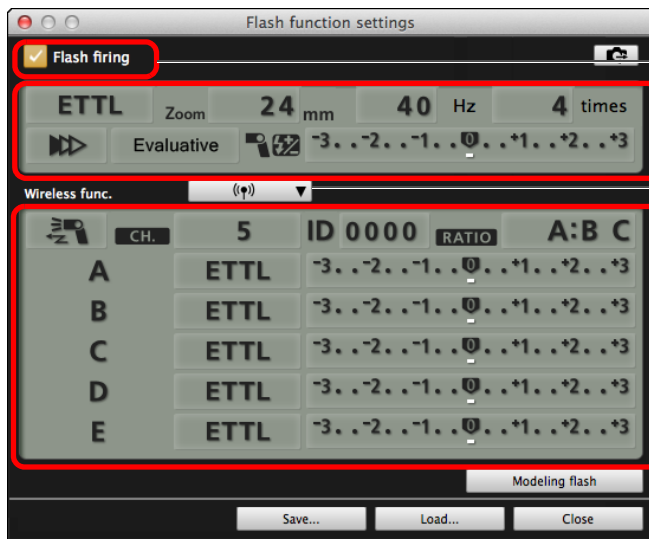 Flash function settings
Flash firing
ETTL Zoom 24 mm 40 Hz 4 times
Evaluative -3..-2..-1..0..+1..+2..+3
Wireless func. ((ᵠ)) ▼
CH. 5 ID 0000 RATIO A:B C
A ETTL -3..-2..-1..0..+1..+2..+3
B ETTL -3..-2..-1..0..+1..+2..+3
C ETTL -3..-2..-1..0..+1..+2..+3
D ETTL -3..-2..-1..0..+1..+2..+3
E ETTL -3..-2..-1..0..+1..+2..+3
Modeling flash
Save... Load... Close